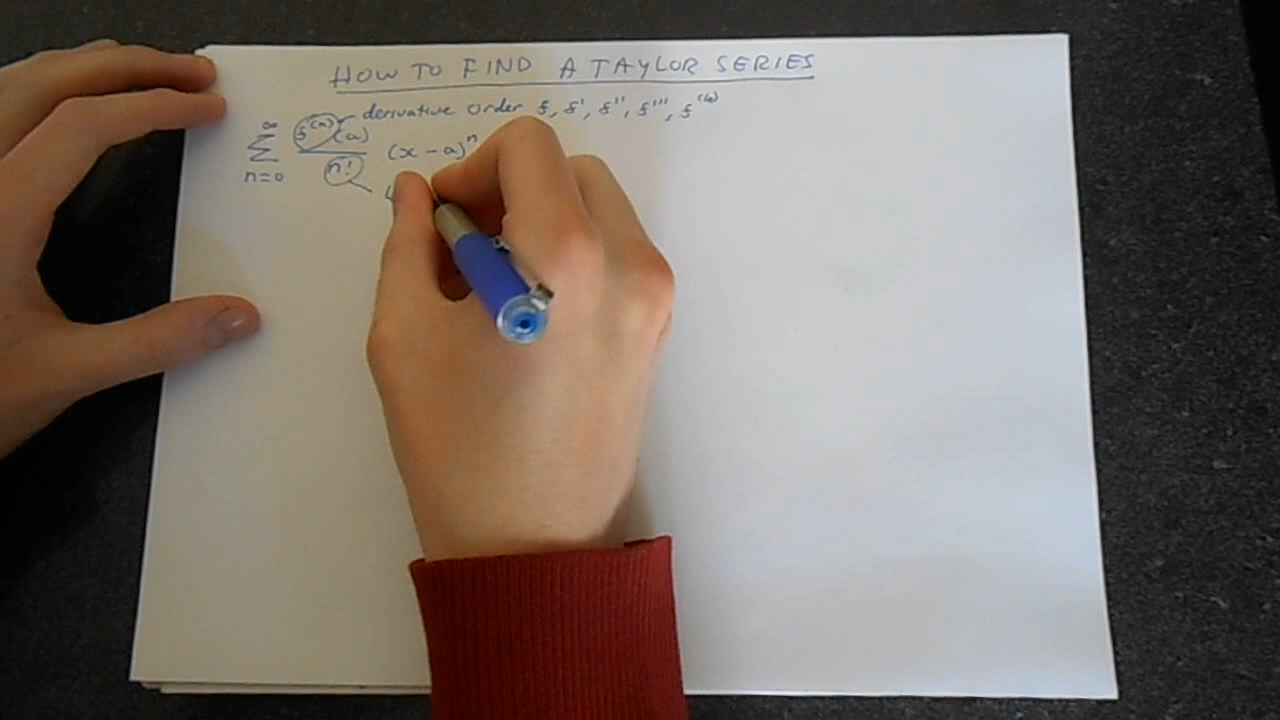 HOW TO FIND A TAYLOR SERIES
derivative order f, f', f'', f''', f⁽⁴⁾
∞
Σ f⁽ⁿ⁾(a) (x - a)ⁿ
n=0 n!